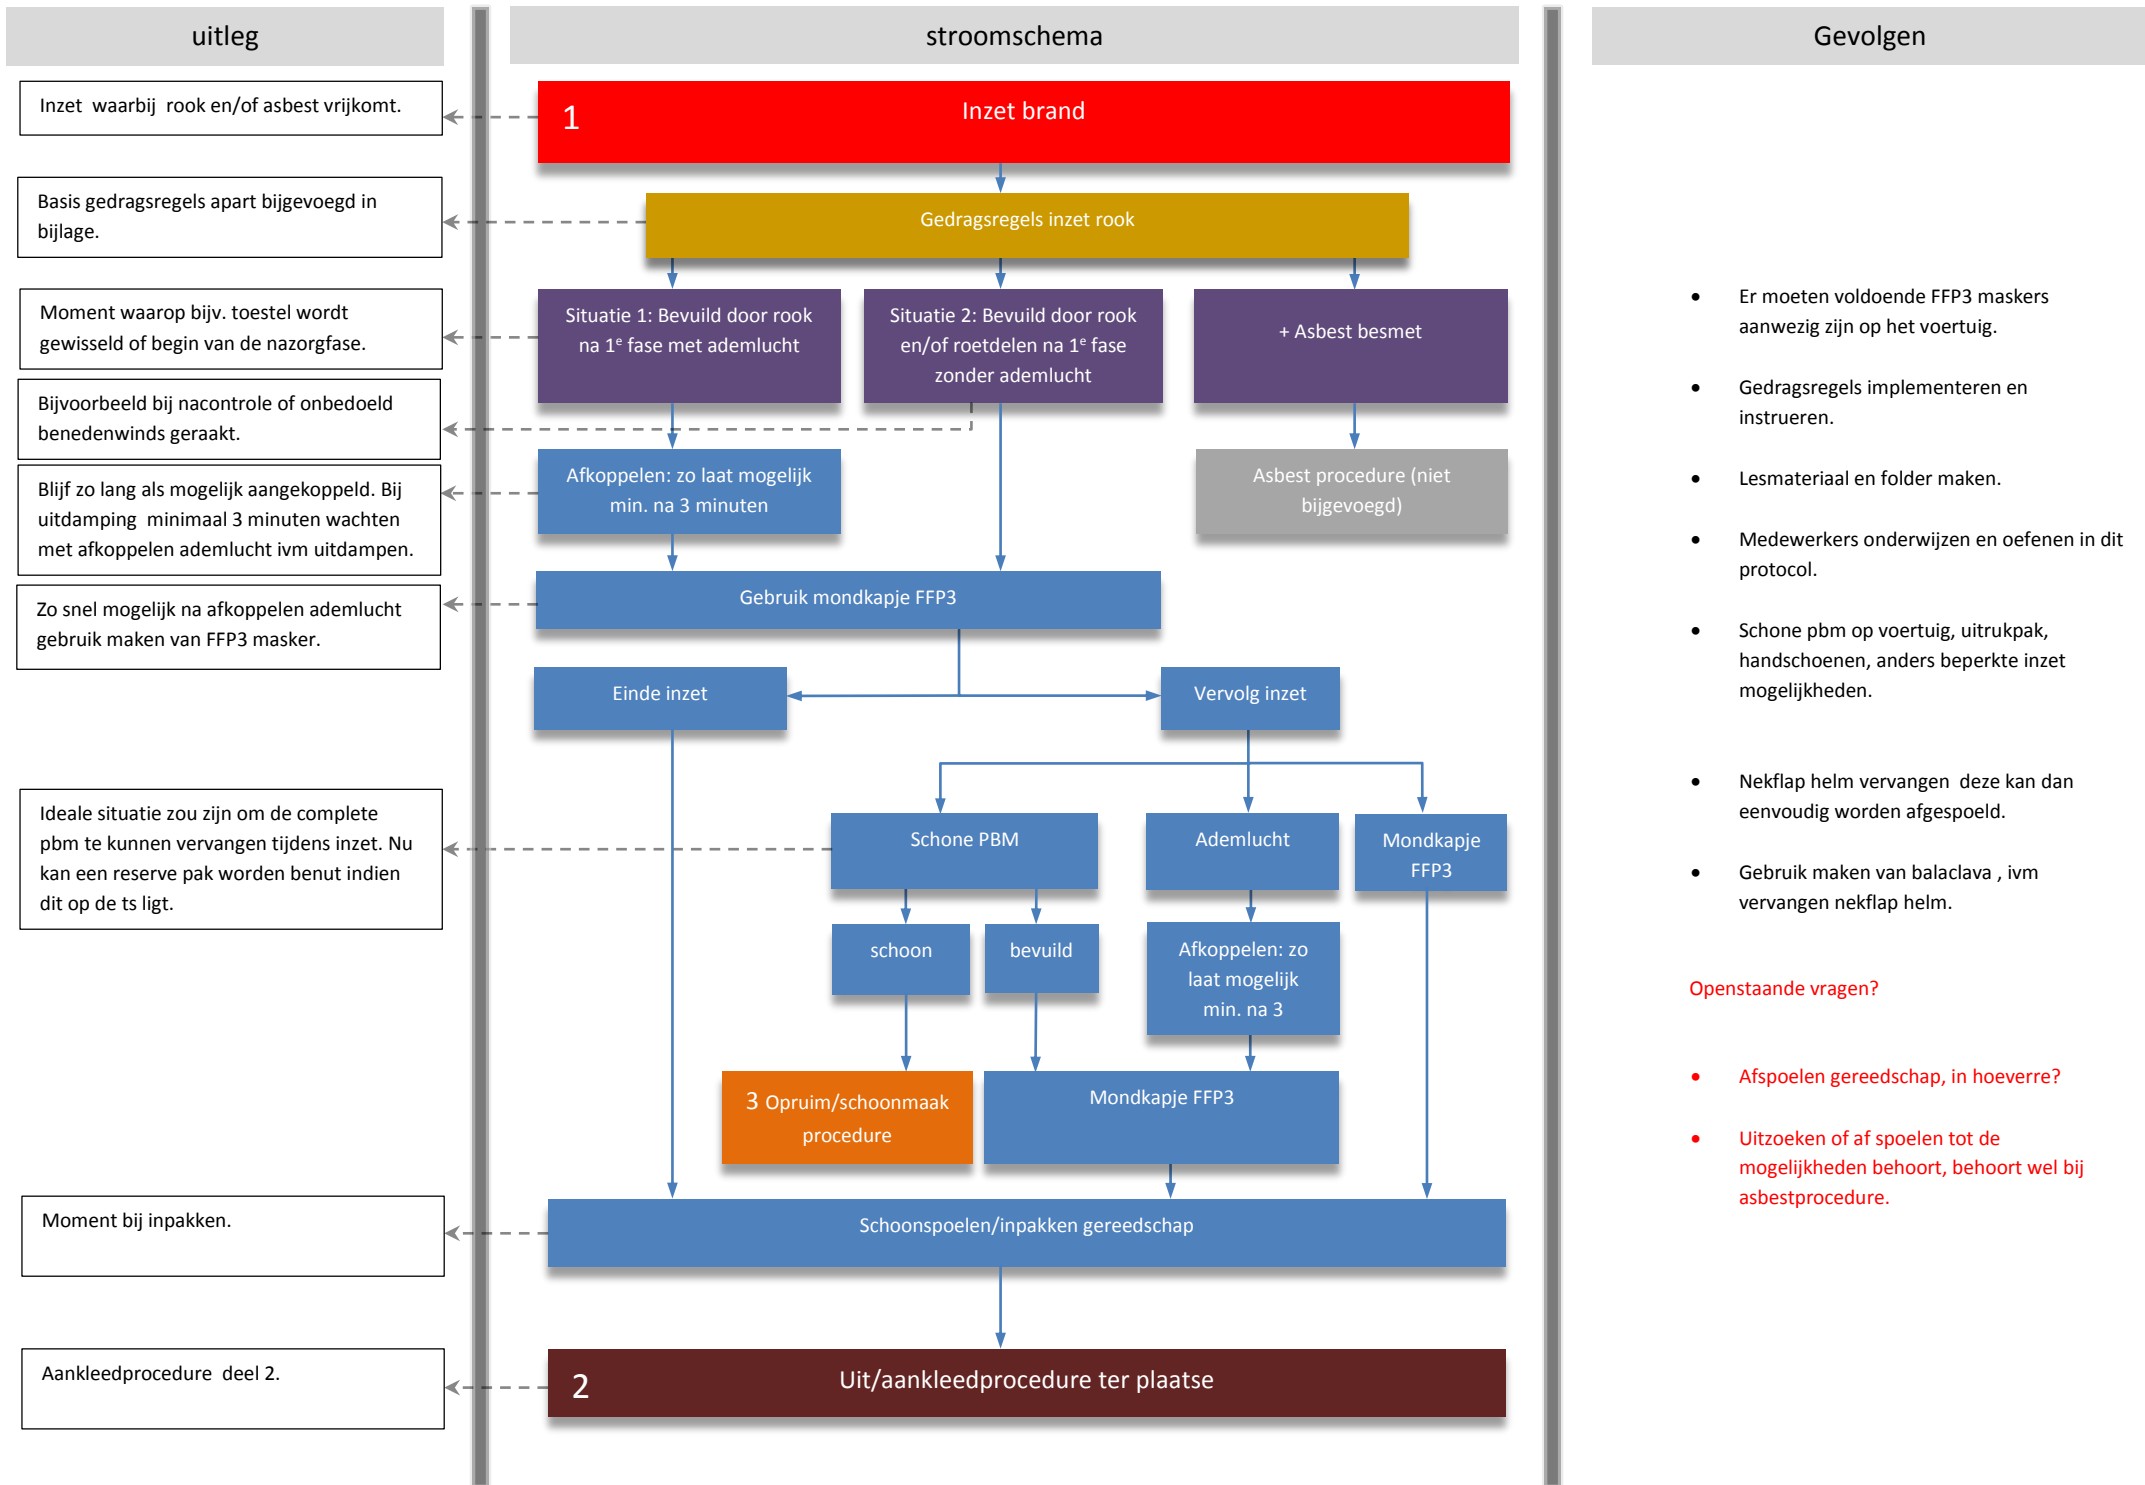 uitleg
stroomschema
Gevolgen
Inzet waarbij rook en/of asbest vrijkomt.
1
Inzet brand
Basis gedragsregels apart bijgevoegd in
bijlage.
Gedragsregels inzet rook
Moment waarop bijv. toestel wordt
gewisseld of begin van de nazorgfase.
Situatie 1: Bevuild door rook
na 1e fase met ademlucht
Situatie 2: Bevuild door rook
en/of roetdelen na 1e fase
zonder ademlucht
+ Asbest besmet
Bijvoorbeeld bij nacontrole of onbedoeld
benedenwinds geraakt.
Blijf zo lang als mogelijk aangekoppeld. Bij
uitdamping minimaal 3 minuten wachten
met afkoppelen ademlucht ivm uitdampen.
Afkoppelen: zo laat mogelijk
min. na 3 minuten
Asbest procedure (niet
bijgevoegd)
Zo snel mogelijk na afkoppelen ademlucht
gebruik maken van FFP3 masker.
Gebruik mondkapje FFP3
Einde inzet
Vervolg inzet
Ideale situatie zou zijn om de complete
pbm te kunnen vervangen tijdens inzet. Nu
kan een reserve pak worden benut indien
dit op de ts ligt.
Schone PBM
Ademlucht
Mondkapje
FFP3
schoon
bevuild
Afkoppelen: zo
laat mogelijk
min. na 3
3 Opruim/schoonmaak
procedure
Mondkapje FFP3
Moment bij inpakken.
Schoonspoelen/inpakken gereedschap
Aankleedprocedure deel 2.
2
Uit/aankleedprocedure ter plaatse
• Er moeten voldoende FFP3 maskers
aanwezig zijn op het voertuig.
• Gedragsregels implementeren en
instrueren.
• Lesmateriaal en folder maken.
• Medewerkers onderwijzen en oefenen in dit
protocol.
• Schone pbm op voertuig, uitrukpak,
handschoenen, anders beperkte inzet
mogelijkheden.
• Nekflap helm vervangen deze kan dan
eenvoudig worden afgespoeld.
• Gebruik maken van balaclava , ivm
vervangen nekflap helm.
Openstaande vragen?
• Afspoelen gereedschap, in hoeverre?
• Uitzoeken of af spoelen tot de
mogelijkheden behoort, behoort wel bij
asbestprocedure.